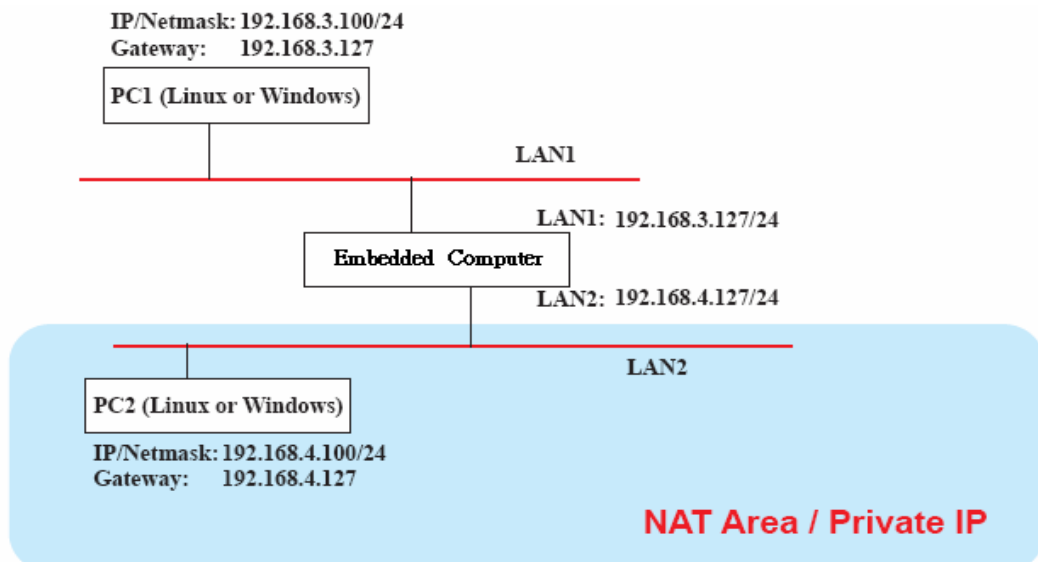 IP/Netmask: 192.168.3.100/24
Gateway: 192.168.3.127
PC1 (Linux or Windows)
LAN1
LAN1: 192.168.3.127/24
Embedded Computer
LAN2: 192.168.4.127/24
LAN2
PC2 (Linux or Windows)
IP/Netmask: 192.168.4.100/24
Gateway: 192.168.4.127
NAT Area / Private IP